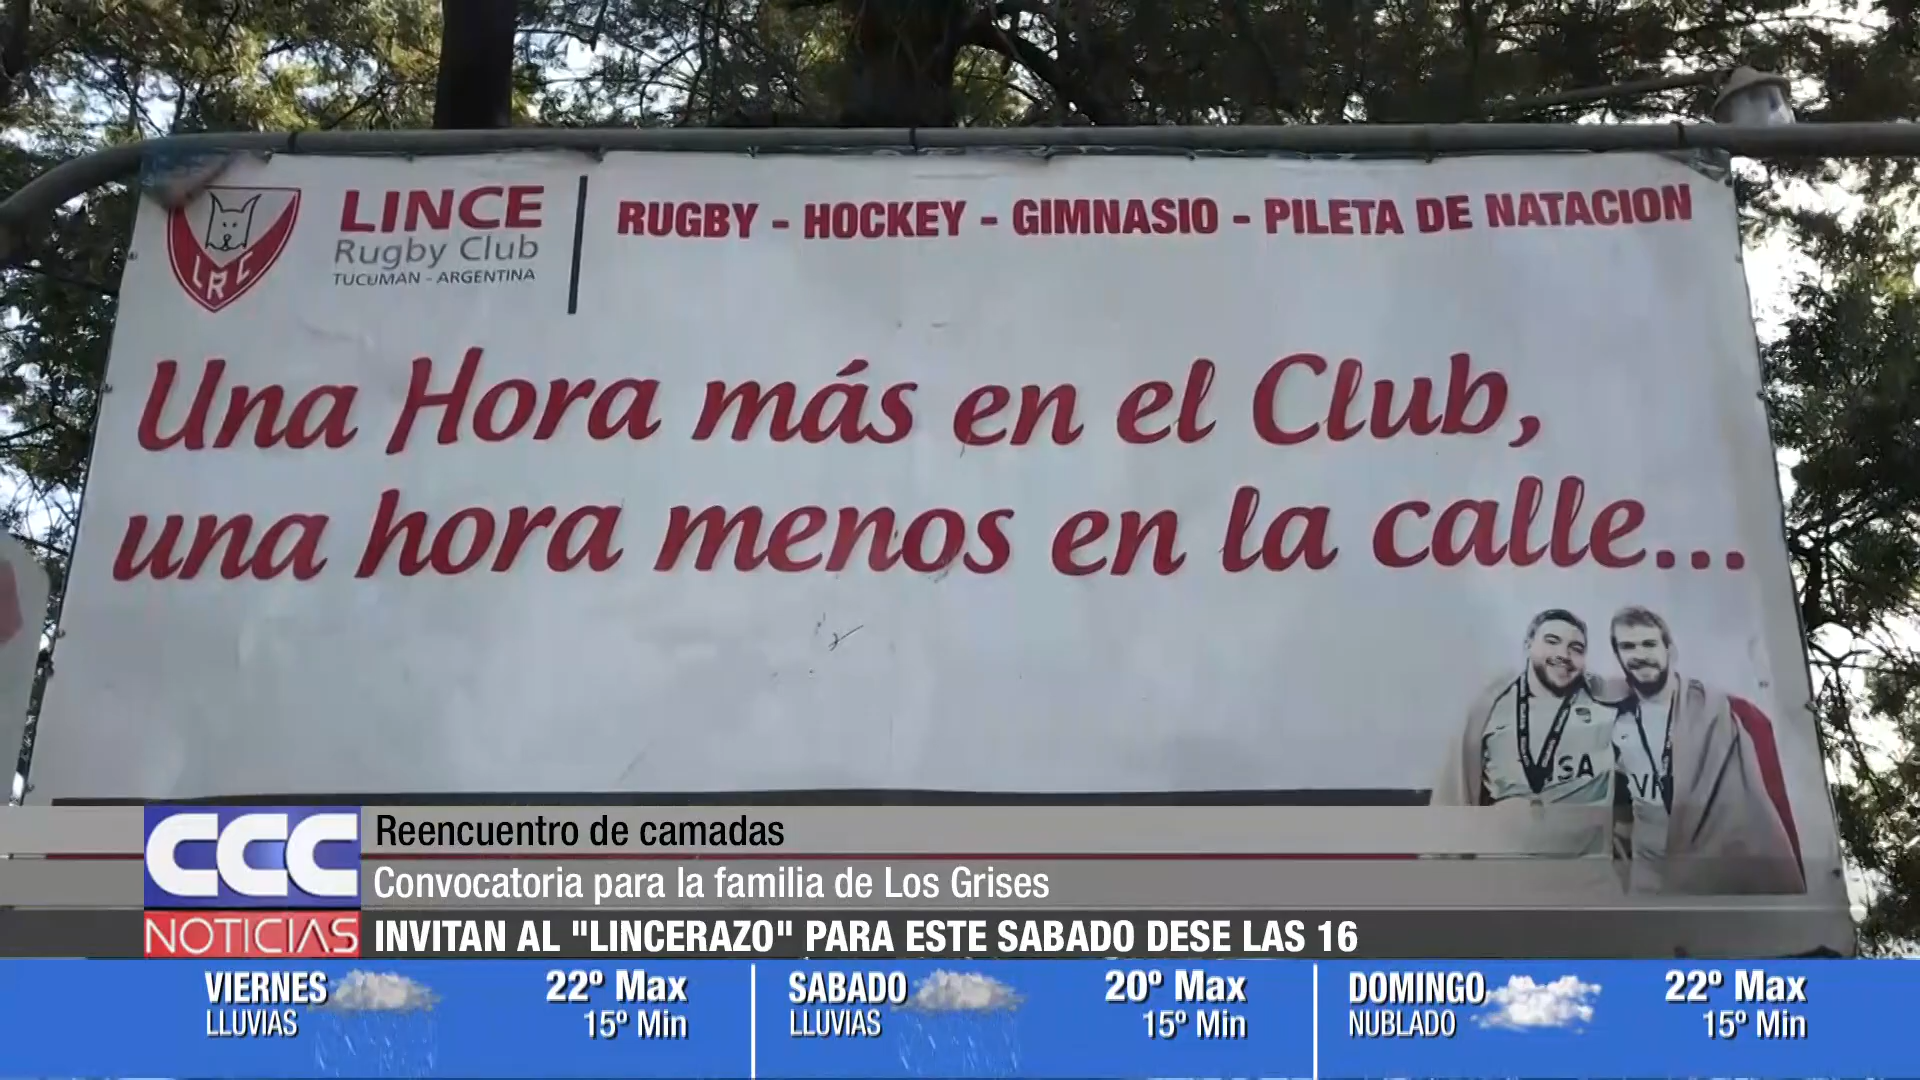 LINCE
Rugby Club
TUCUMAN - ARGENTINA
LRC
RUGBY - HOCKEY - GIMNASIO - PILETA DE NATACION
Una Hora más en el Club,
una hora menos en la calle...
CCC
NOTICIAS
Reencuentro de camadas
Convocatoria para la familia de Los Grises
INVITAN AL "LINCERAZO" PARA ESTE SABADO DESE LAS 16
VIERNES
LLUVIAS
22º Max
15º Min
SABADO
LLUVIAS
20º Max
15º Min
DOMINGO
NUBLADO
22º Max
15º Min